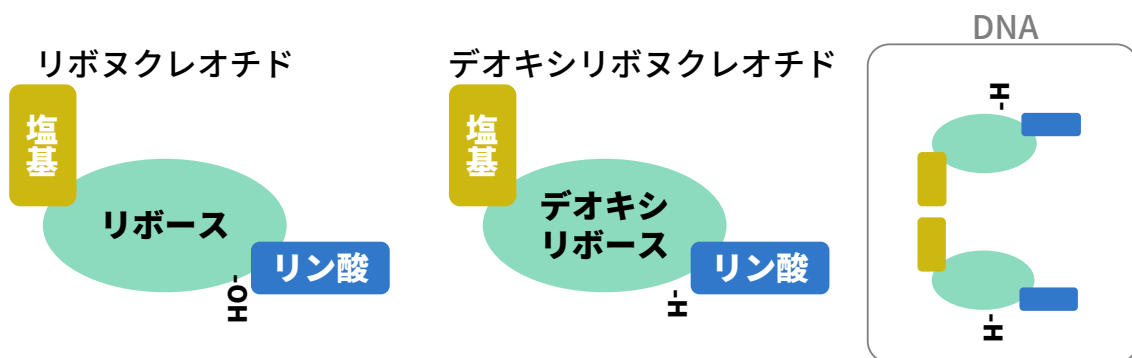 リボヌクレオチド
塩基
リボース
リン酸
-OH
デオキシリボヌクレオチド
塩基
デオキシ
リボース
リン酸
-H
DNA
-H
-H